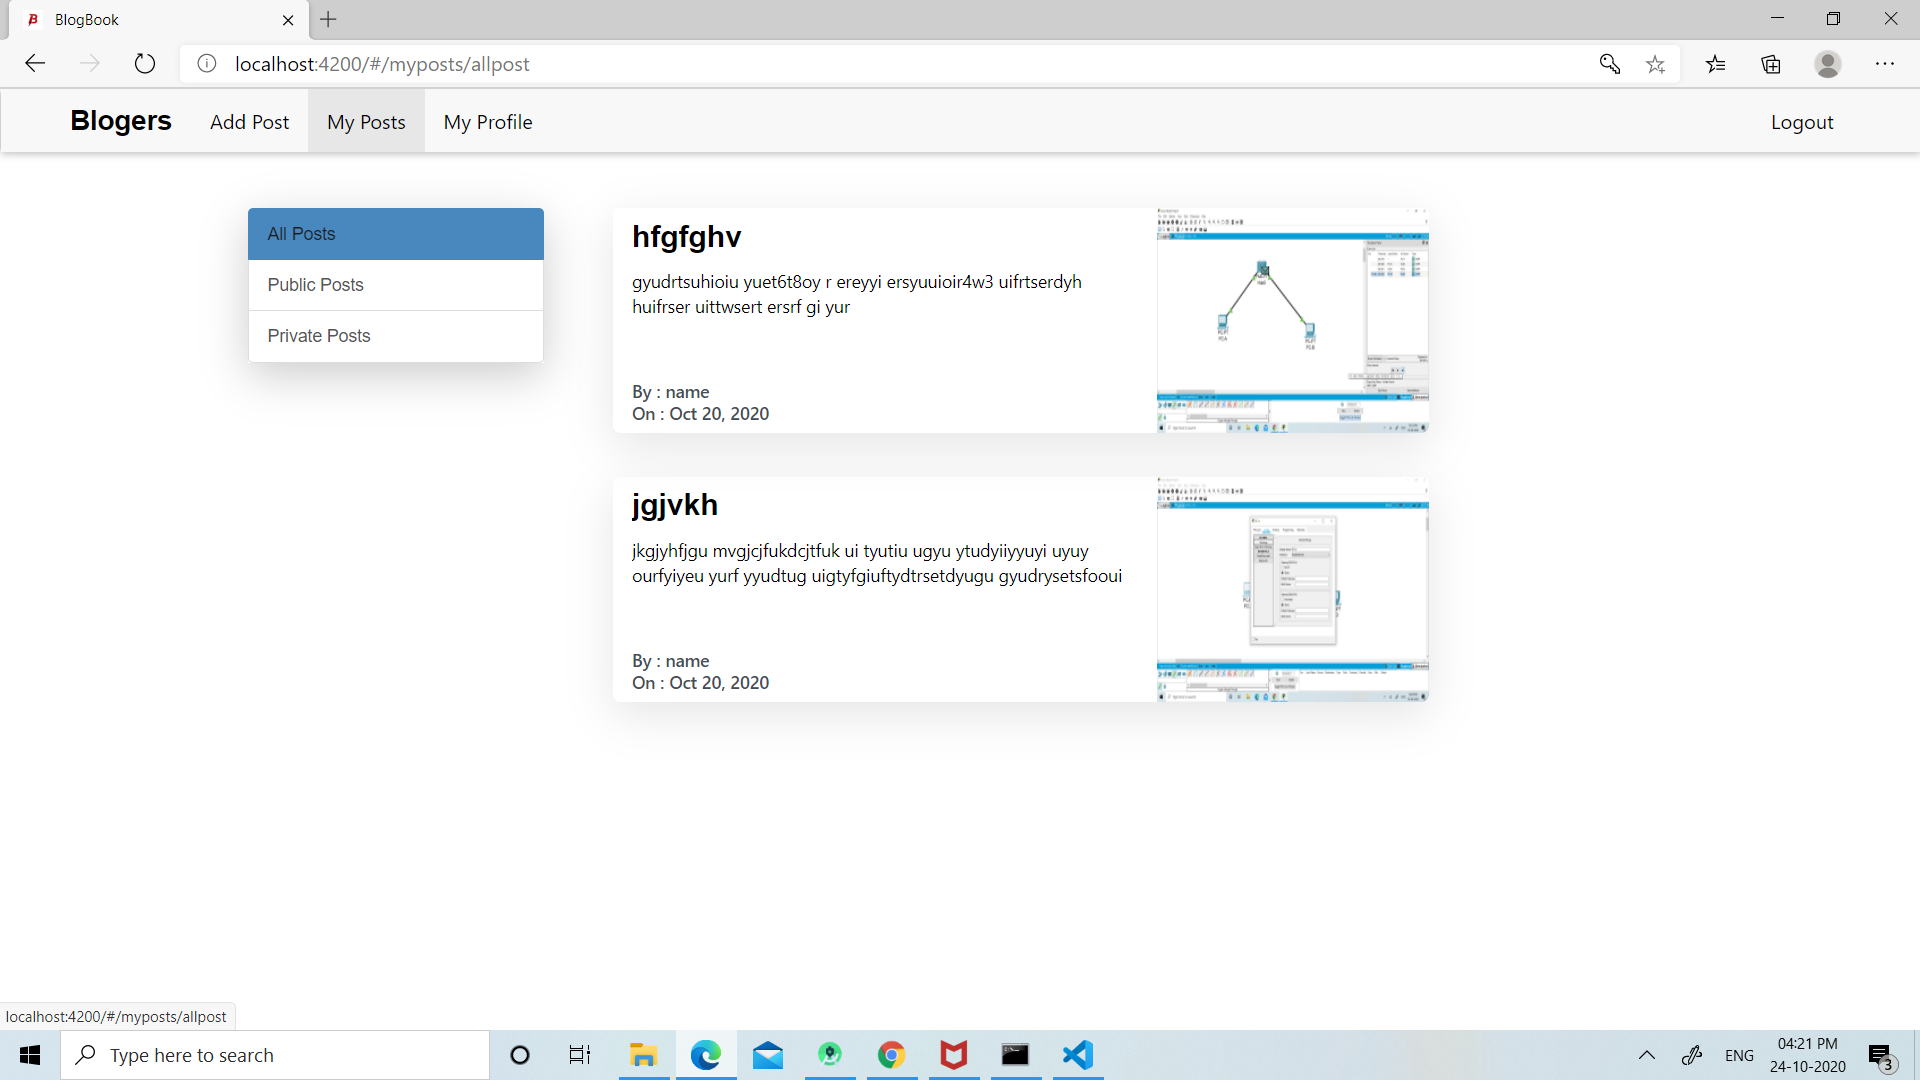 BlogBook
localhost:4200/#/myposts/allpost
Blogers Add Post My Posts My Profile Logout
All Posts
Public Posts
Private Posts
hfgfghv
gyudrtsuhioiu yuet6t8oy r ereyyi ersyuuioir4w3 uifrtserdyh
huifrser uittwsert ersrf gi yur
By : name
On : Oct 20, 2020
jgjvkh
jkgjyhfjgu mvgjcjfukdcjtfuk ui tyutiu ugyu ytudyiiyyuyi uyuy
ourfyiyeu yurf yyudtug uigtyfgiuftydtrsetdyugu gyudrysetsfooui
By : name
On : Oct 20, 2020
localhost:4200/#/myposts/allpost
Type here to search
ENG
04:21 PM
24-10-2020
3